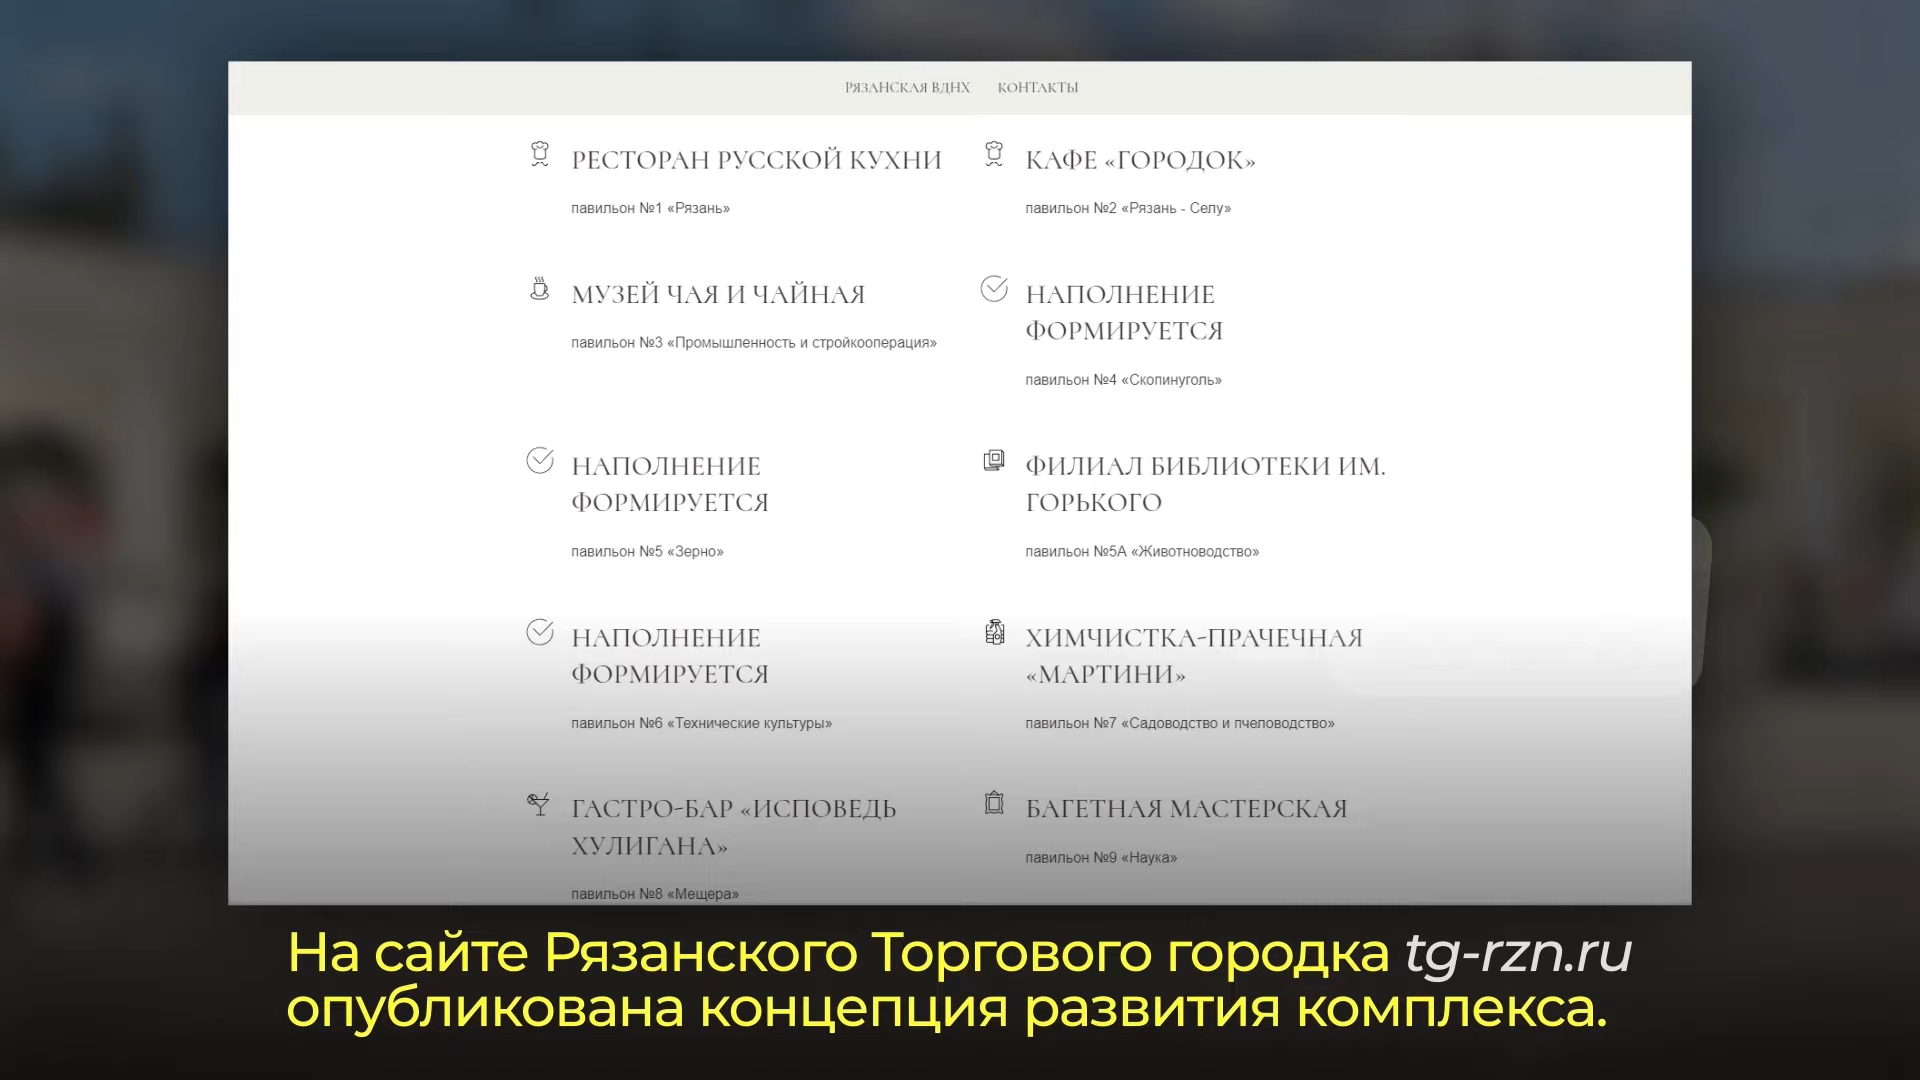 РЯЗАНСКАЯ ВДНХ КОНТАКТЫ
РЕСТОРАН РУССКОЙ КУХНИ
павильон №1 «Рязань»
КАФЕ «ГОРОДОК»
павильон №2 «Рязань - Селу»
МУЗЕЙ ЧАЯ И ЧАЙНАЯ
павильон №3 «Промышленность и стройкооперация»
НАПОЛНЕНИЕ
ФОРМИРУЕТСЯ
павильон №4 «Скопинуголь»
НАПОЛНЕНИЕ
ФОРМИРУЕТСЯ
павильон №5 «Зерно»
ФИЛИАЛ БИБЛИОТЕКИ ИМ.
ГОРЬКОГО
павильон №5А «Животноводство»
НАПОЛНЕНИЕ
ФОРМИРУЕТСЯ
павильон №6 «Технические культуры»
ХИМЧИСТКА-ПРАЧЕЧНАЯ
«МАРТИНИ»
павильон №7 «Садоводство и пчеловодство»
ГАСТРО-БАР «ИСПОВЕДЬ
ХУЛИГАНА»
павильон №8 «Мещера»
БАГЕТНАЯ МАСТЕРСКАЯ
павильон №9 «Наука»
На сайте Рязанского Торгового городка tg-rzn.ru
опубликована концепция развития комплекса.